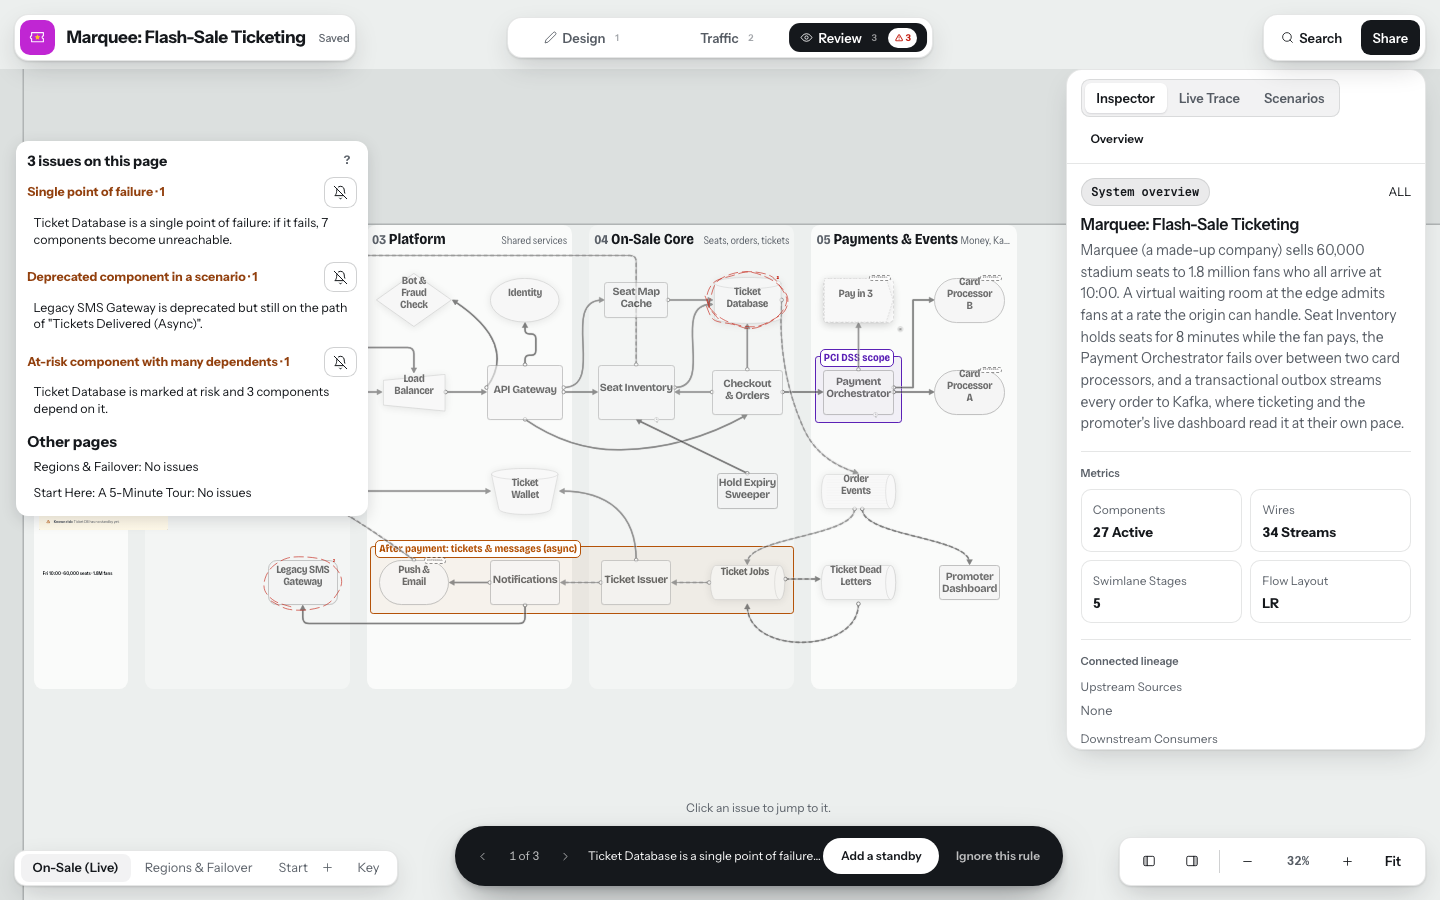 Marquee: Flash-Sale Ticketing
Saved
Design 1
Traffic 2
Review 3
3
Search
Share
3 issues on this page
?
Single point of failure · 1
Ticket Database is a single point of failure: if it fails, 7
components become unreachable.
Deprecated component in a scenario · 1
Legacy SMS Gateway is deprecated but still on the path
of "Tickets Delivered (Async)".
At-risk component with many dependents · 1
Ticket Database is marked at risk and 3 components
depend on it.
Other pages
Regions & Failover: No issues
Start Here: A 5-Minute Tour: No issues
Fri 10:00 · 60,000 seats · 1.8M fans
03 Platform
Shared services
04 On-Sale Core
Seats, orders, tickets
05 Payments & Events
Money, Ka...
Bot &
Fraud
Check
Identity
Seat Map
Cache
Ticket
Database
Pay in 3
Card
Processor
B
Load
Balancer
API Gateway
Seat Inventory
Checkout
& Orders
PCI DSS scope
Payment
Orchestrator
Card
Processor
A
Ticket
Wallet
Hold Expiry
Sweeper
Order
Events
After payment: tickets & messages (async)
Legacy SMS
Gateway
Push &
Email
Notifications
Ticket Issuer
Ticket Jobs
Ticket Dead
Letters
Promoter
Dashboard
Inspector
Live Trace
Scenarios
Overview
System overview
ALL
Marquee: Flash-Sale Ticketing
Marquee (a made-up company) sells 60,000
stadium seats to 1.8 million fans who all arrive at
10:00. A virtual waiting room at the edge admits
fans at a rate the origin can handle. Seat Inventory
holds seats for 8 minutes while the fan pays, the
Payment Orchestrator fails over between two card
processors, and a transactional outbox streams
every order to Kafka, where ticketing and the
promoter's live dashboard read it at their own pace.
Metrics
Components
27 Active
Wires
34 Streams
Swimlane Stages
5
Flow Layout
LR
Connected lineage
Upstream Sources
None
Downstream Consumers
Click an issue to jump to it.
1 of 3
Ticket Database is a single point of failure...
Add a standby
Ignore this rule
On-Sale (Live)
Regions & Failover
Start
+
Key
−
32%
+
Fit